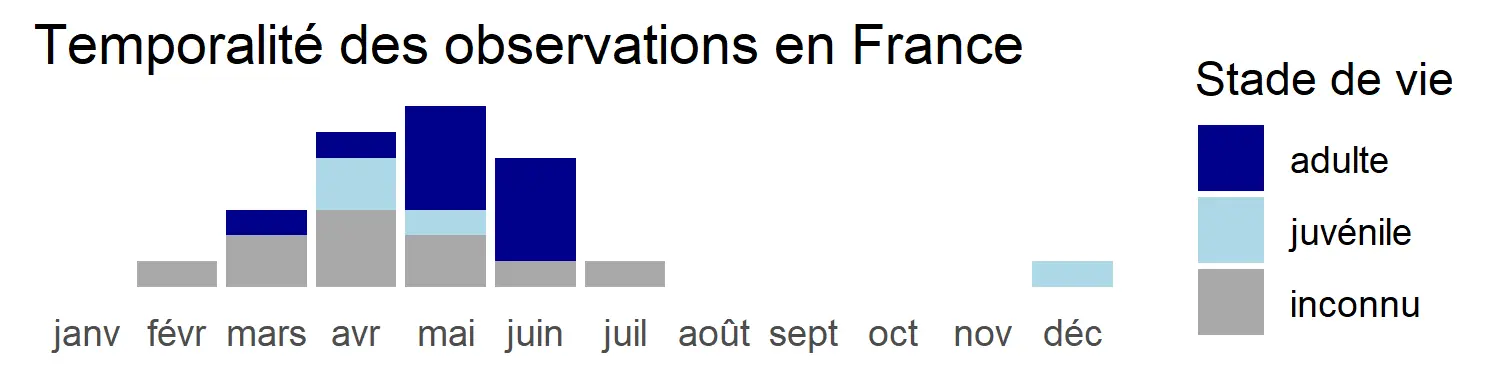 Temporalité des observations en France
Stade de vie
adulte
juvénile
inconnu
janv févr mars avr mai juin juil août sept oct nov déc